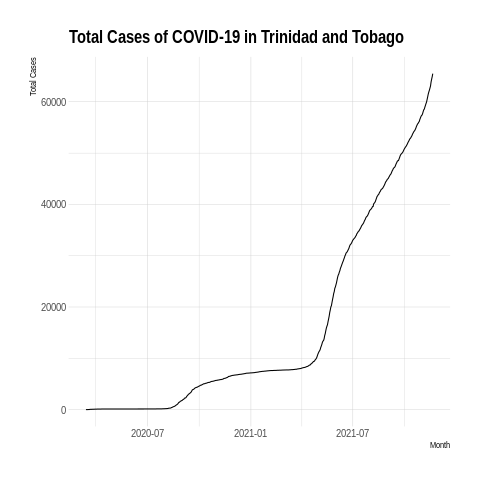 Total Cases of COVID-19 in Trinidad and Tobago
Total Cases
60000
40000
20000
0
2020-07 2021-01 2021-07
Month